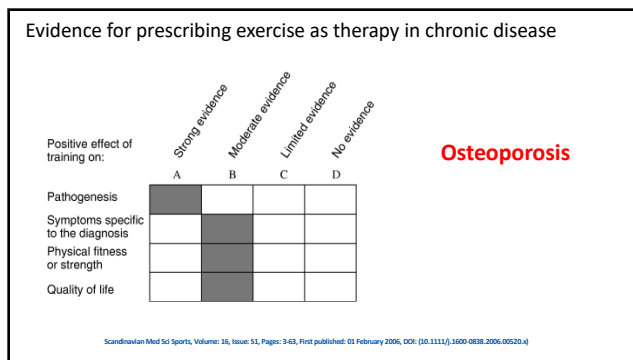 Evidence for prescribing exercise as therapy in chronic disease
Positive effect of
training on:
Strong evidence
Moderate evidence
Limited evidence
No evidence
A B C D
Osteoporosis
Pathogenesis
Symptoms specific
to the diagnosis
Physical fitness
or strength
Quality of life
Scandinavian Med Sci Sports, Volume: 16, Issue: S1, Pages: 3-63, First published: 01 February 2006, DOI: (10.1111/j.1600-0838.2006.00520.x)